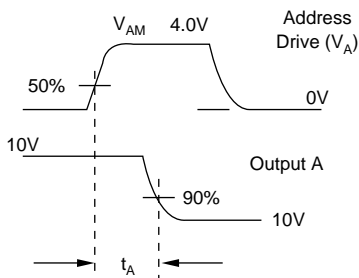 V_AM 4.0V
Address
Drive (V_A)
50%
0V
10V
Output A
90%
10V
t_A